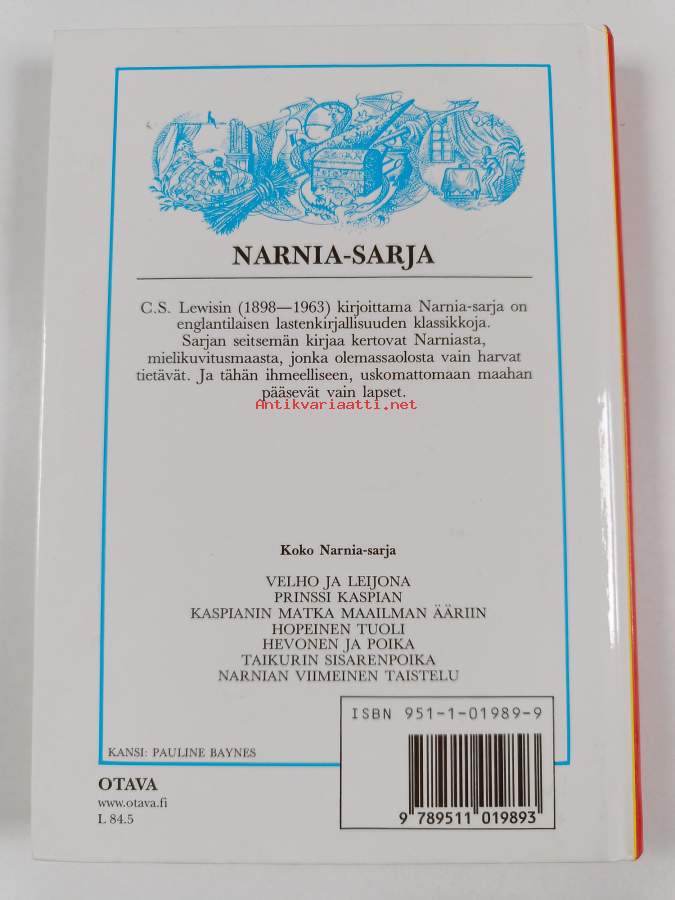 NARNIA-SARJA
C.S. Lewisin (1898—1963) kirjoittama Narnia-sarja on
englantilaisen lastenkirjallisuuden klassikkoja.
Sarjan seitsemän kirjaa kertovat Narniasta,
mielikuvitusmaasta, jonka olemassaolosta vain harvat
tietävät. Ja tähän ihmeelliseen, uskomattomaan maahan
pääsevät vain lapset.
Antikvariaatti.net
Koko Narnia-sarja
VELHO JA LEIJONA
PRINSSI KASPIAN
KASPIANIN MATKA MAAILMAN ÄÄRIIN
HOPEINEN TUOLI
HEVONEN JA POIKA
TAIKURIN SISARENPOIKA
NARNIAN VIIMEINEN TAISTELU
ISBN 951-1-01989-9
KANSI: PAULINE BAYNES
OTAVA
www.otava.fi
L 84.5
9 789511 019893